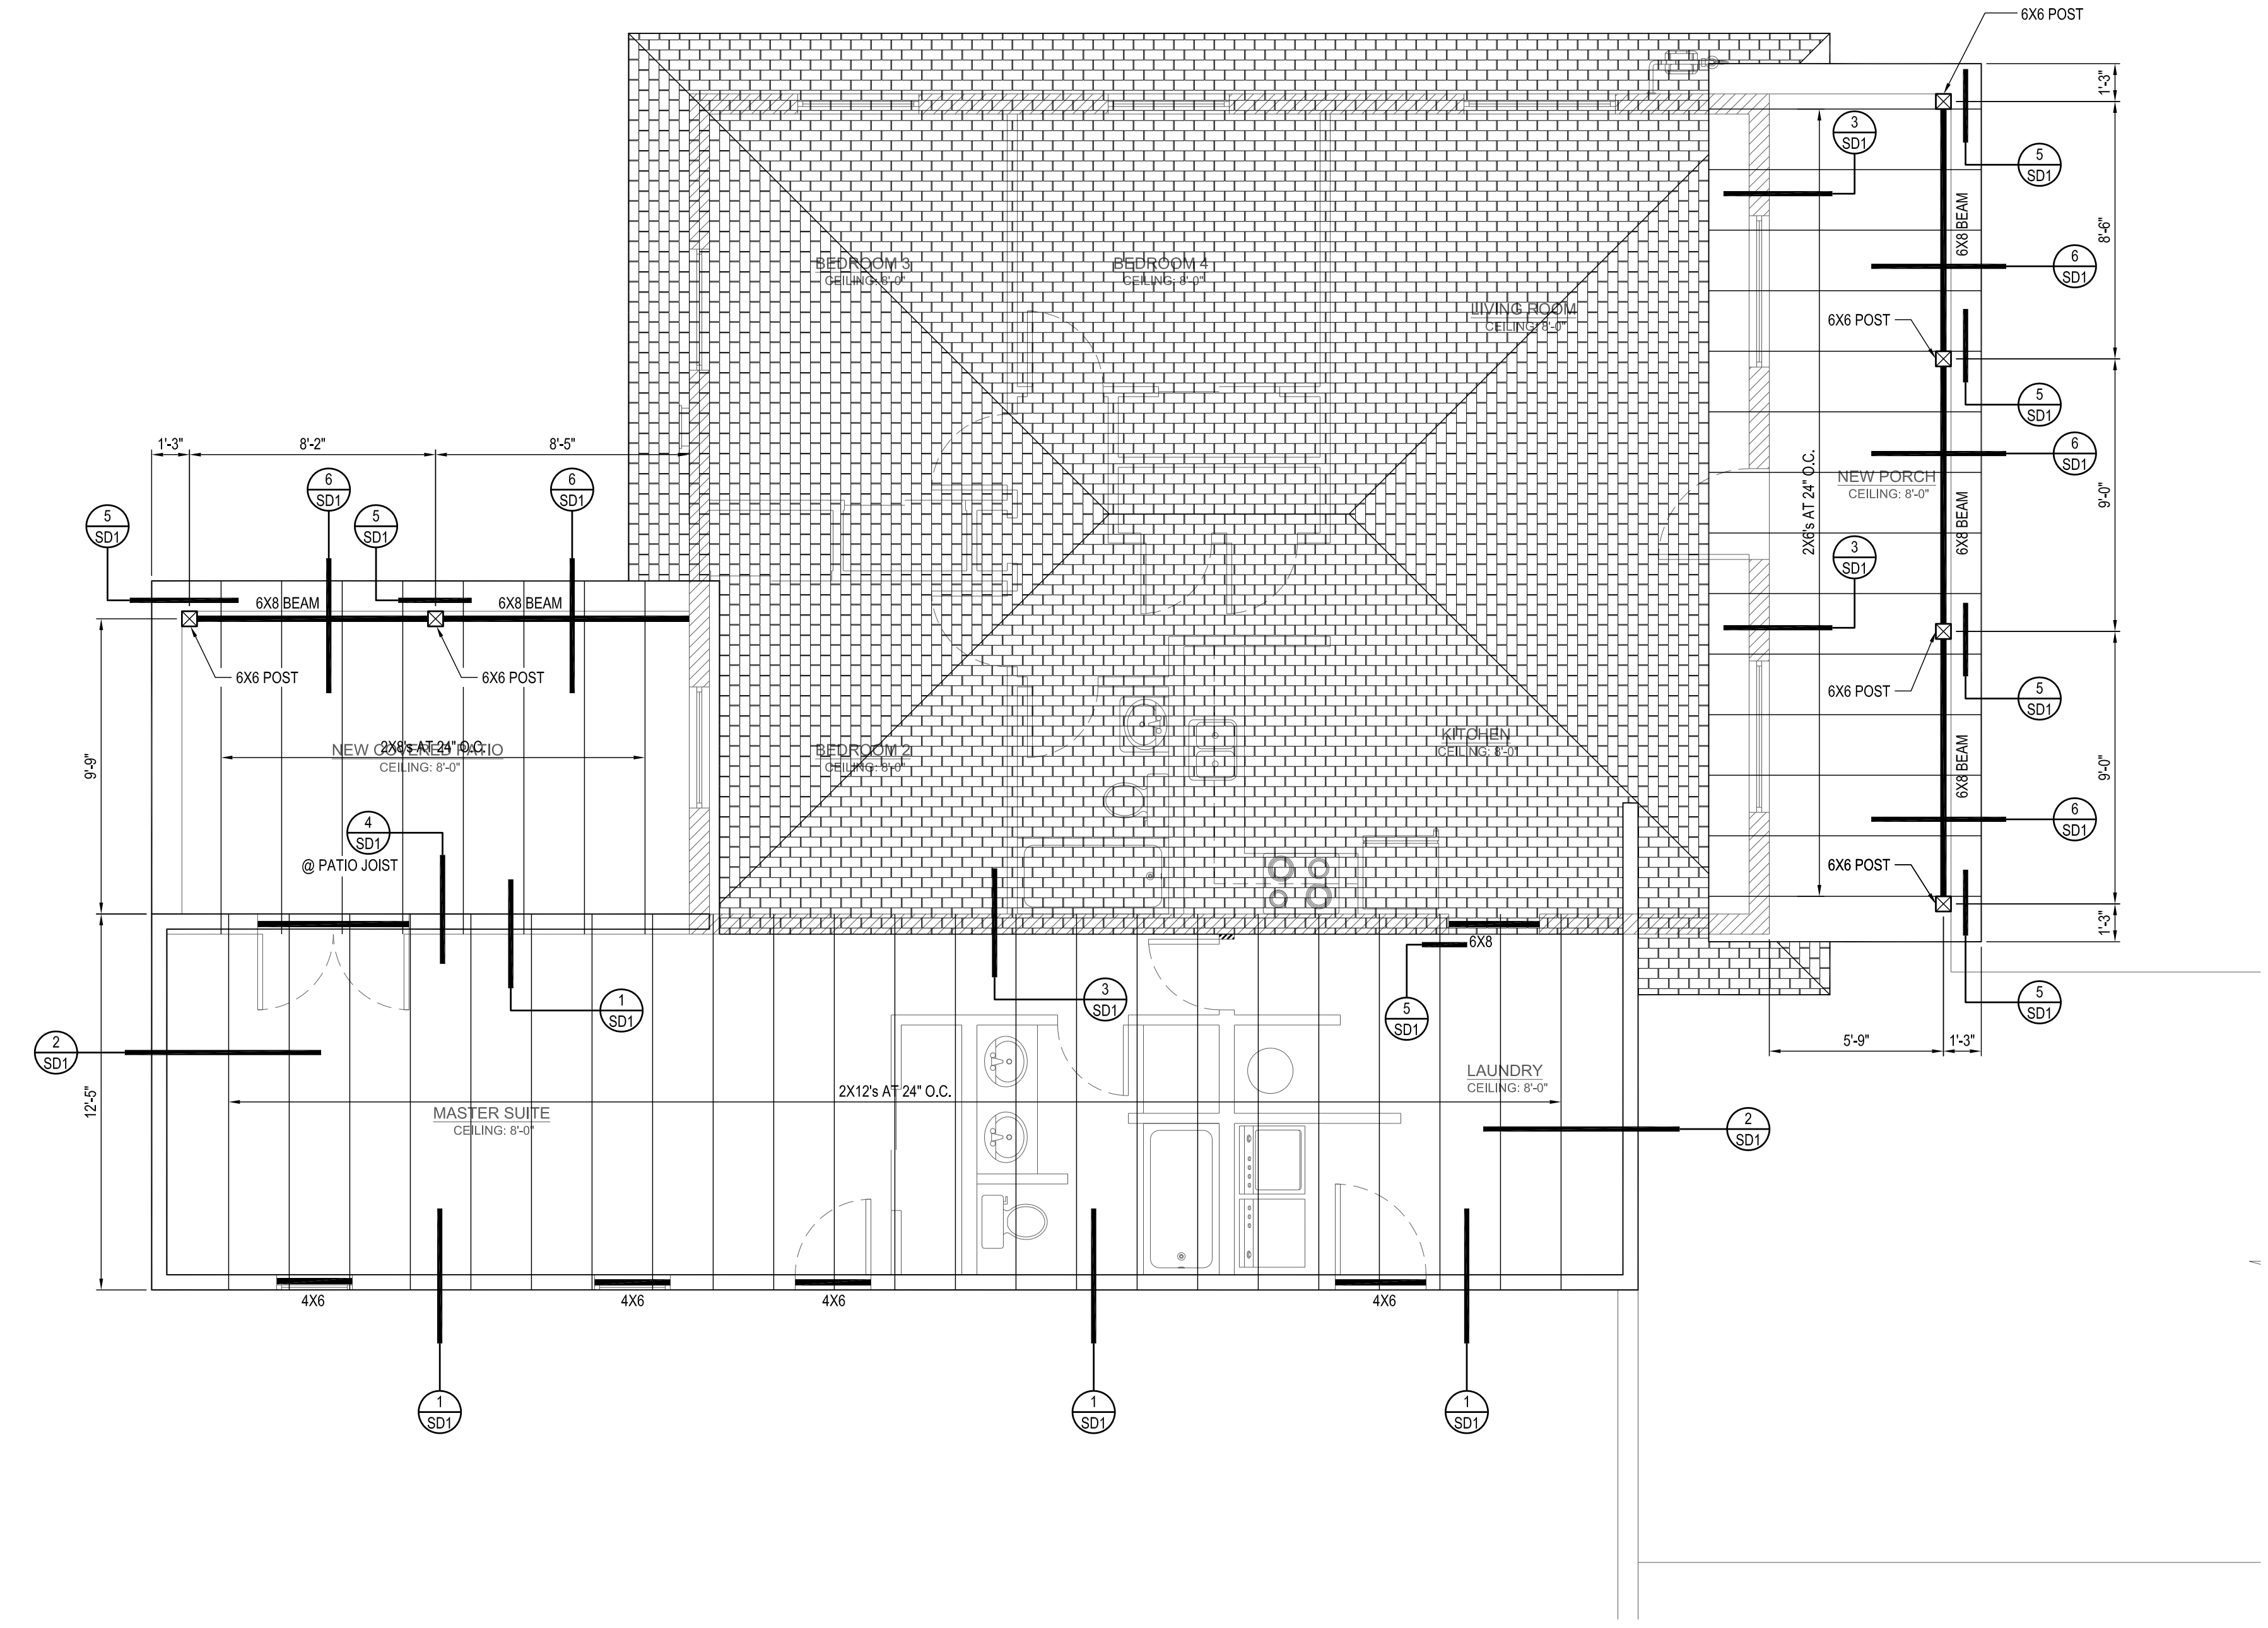 6X6 POST
1'-3"
3
SD1
5
SD1
6X8 BEAM
8'-6"
BEDROOM 3
CEILING: 8'-0"
BEDROOM 4
CEILING: 8'-0"
6
SD1
LIVING ROOM
CEILING: 8'-0"
6X6 POST
5
SD1
1'-3"
8'-2"
8'-5"
6
SD1
2X6's AT 24" O.C.
NEW PORCH
CEILING: 8'-0"
9'-0"
6
SD1
6
SD1
5
SD1
5
SD1
6X8 BEAM
3
SD1
6X8 BEAM
6X8 BEAM
6X6 POST
6X6 POST
6X6 POST
5
SD1
9'-9"
NEW COVERED PATIO
2X8's AT 24" O.C.
CEILING: 8'-0"
BEDROOM 2
CEILING: 8'-0"
KITCHEN
CEILING: 8'-0"
6X8 BEAM
9'-0"
4
SD1
@ PATIO JOIST
6
SD1
6X6 POST
1'-3"
6X8
1
SD1
3
SD1
5
SD1
5
SD1
2
SD1
5'-9"
1'-3"
12'-5"
2X12's AT 24" O.C.
LAUNDRY
CEILING: 8'-0"
MASTER SUITE
CEILING: 8'-0"
2
SD1
4X6
4X6
4X6
4X6
1
SD1
1
SD1
1
SD1